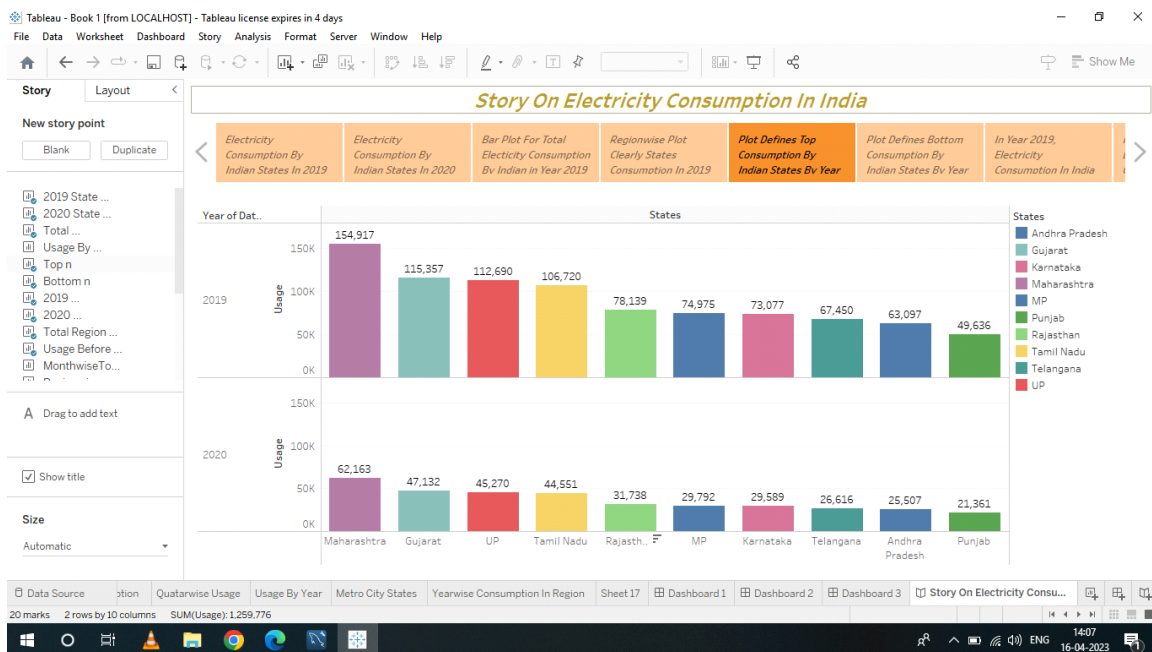 Tableau - Book 1 [from LOCALHOST] - Tableau license expires in 4 days
File Data Worksheet Dashboard Story Analysis Format Server Window Help
Show Me
Story Layout
New story point
Blank Duplicate
2019 State ...
2020 State ...
Total ...
Usage By ...
Top n
Bottom n
2019 ...
2020 ...
Total Region ...
Usage Before ...
MonthwiseTo...
A Drag to add text
Show title
Size
Automatic
Story On Electricity Consumption In India
Electricity
Consumption By
Indian States In 2019
Electricity
Consumption By
Indian States In 2020
Bar Plot For Total
Electicity Consumption
By Indian in Year 2019
Regionwise Plot
Clearly States
Consumption In 2019
Plot Defines Top
Consumption By
Indian States By Year
Plot Defines Bottom
Consumption By
Indian States By Year
In Year 2019,
Electricity
Consumption In India
Year of Dat..
States
2019
Usage
150K
100K
50K
0K
154,917
115,357
112,690
106,720
78,139
74,975
73,077
67,450
63,097
49,636
2020
Usage
150K
100K
50K
0K
62,163
47,132
45,270
44,551
31,738
29,792
29,589
26,616
25,507
21,361
Maharashtra Gujarat UP Tamil Nadu Rajasth.. MP Karnataka Telangana Andhra Punjab
Pradesh
States
Andhra Pradesh
Gujarat
Karnataka
Maharashtra
MP
Punjab
Rajasthan
Tamil Nadu
Telangana
UP
Data Source ption Quatarwise Usage Usage By Year Metro City States Yearwise Consumption In Region Sheet 17 Dashboard 1 Dashboard 2 Dashboard 3 Story On Electricity Consu...
20 marks 2 rows by 10 columns SUM(Usage): 1,259,776
ENG
14:07
16-04-2023
1